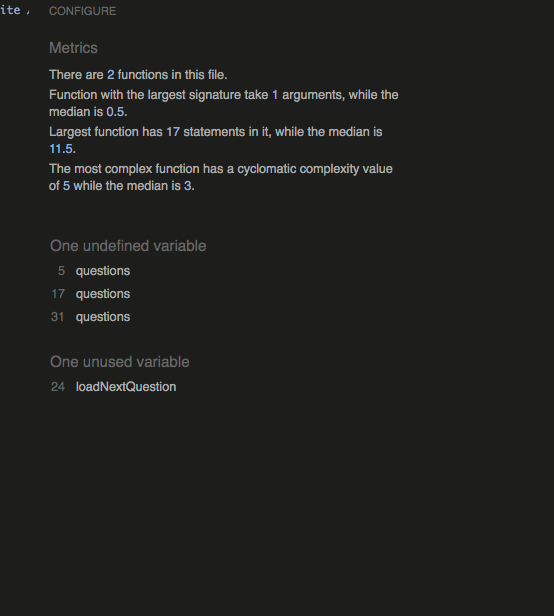 ite ,
CONFIGURE
Metrics
There are 2 functions in this file.
Function with the largest signature take 1 arguments, while the
median is 0.5.
Largest function has 17 statements in it, while the median is
11.5.
The most complex function has a cyclomatic complexity value
of 5 while the median is 3.
One undefined variable
5 questions
17 questions
31 questions
One unused variable
24 loadNextQuestion